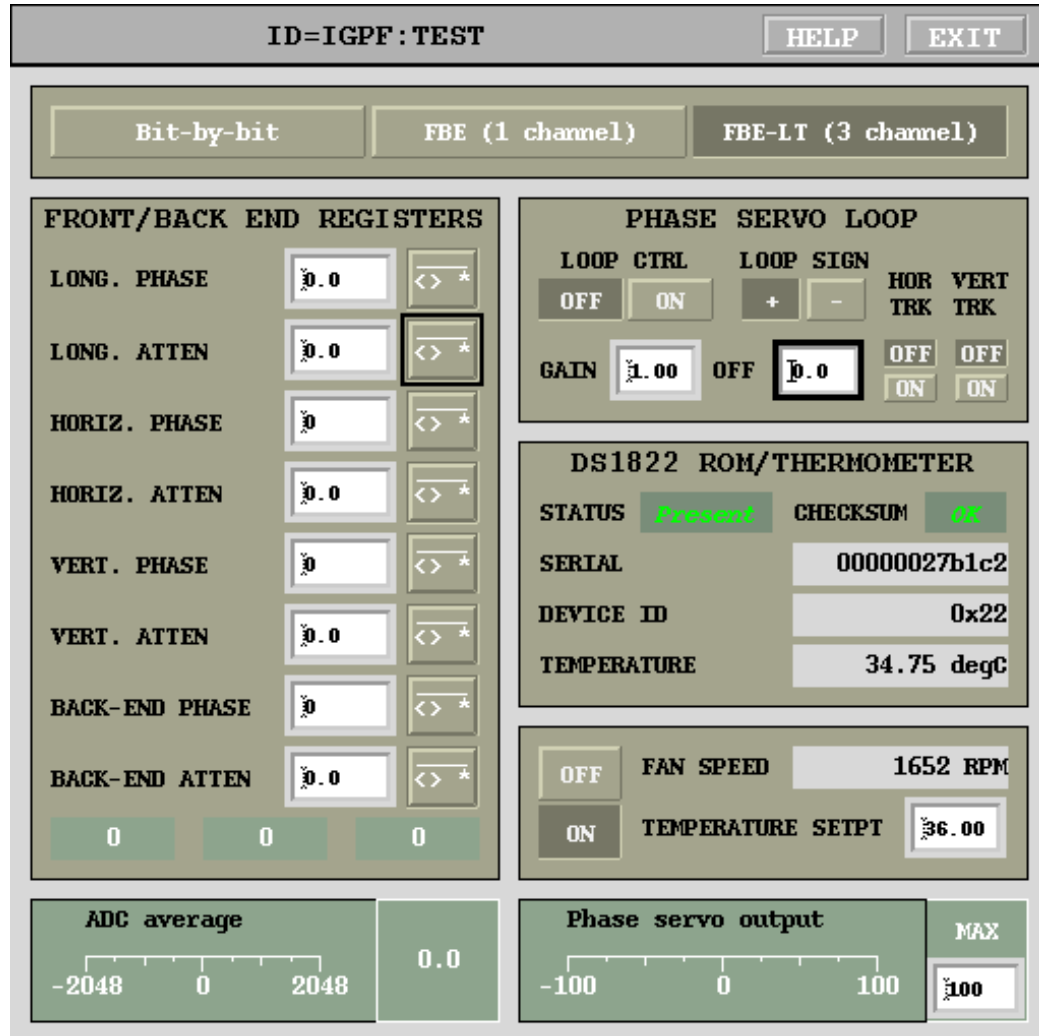 ID=IGPF:TEST HELP EXIT
Bit-by-bit FBE (1 channel) FBE-LT (3 channel)
FRONT/BACK END REGISTERS
LONG. PHASE 0.0 <> *
LONG. ATTEN 0.0 <> *
HORIZ. PHASE 0 <> *
HORIZ. ATTEN 0.0 <> *
VERT. PHASE 0 <> *
VERT. ATTEN 0.0 <> *
BACK-END PHASE 0 <> *
BACK-END ATTEN 0.0 <> *
0 0 0
PHASE SERVO LOOP
LOOP CTRL LOOP SIGN
HOR VERT
OFF ON + - TRK TRK
GAIN 1.00 OFF 0.0 OFF OFF
ON ON
DS1822 ROM/THERMOMETER
STATUS Present CHECKSUM OK
SERIAL 00000027b1c2
DEVICE ID 0x22
TEMPERATURE 34.75 degC
OFF FAN SPEED 1652 RPM
ON TEMPERATURE SETPT 36.00
ADC average
0.0
-2048 0 2048
Phase servo output MAX
-100 0 100 100